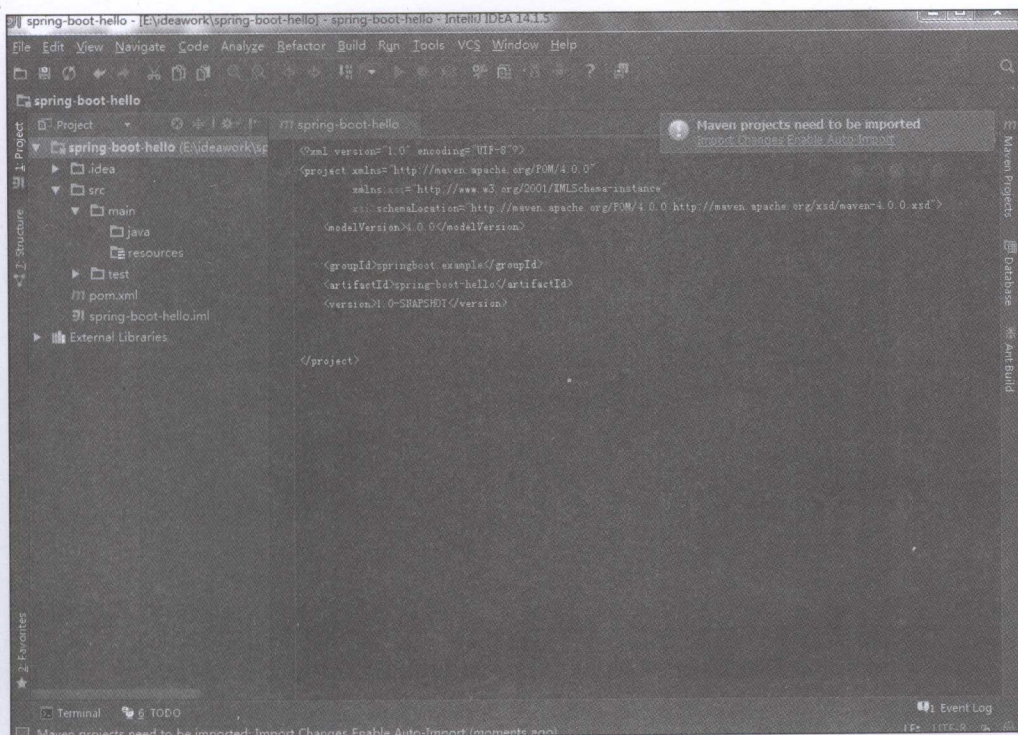 spring-boot-hello - [E:\ideawork\spring-boot-hello] - spring-boot-hello - IntelliJ IDEA 14.1.5
File Edit View Navigate Code Analyze Refactor Build Run Tools VCS Window Help
spring-boot-hello
1: Project
Project
spring-boot-hello (E:\ideawork\sp
.idea
src
main
java
resources
test
pom.xml
spring-boot-hello.iml
External Libraries
7: Structure
2: Favorites
spring-boot-hello
<?xml version="1.0" encoding="UTF-8"?>
<project xmlns="http://maven.apache.org/POM/4.0.0"
xmlns:xsi="http://www.w3.org/2001/XMLSchema-instance
xsi:schemaLocation="http://maven.apache.org/POM/4.0.0 http://maven.apache.org/xsd/maven-4.0.0.xsd">
<modelVersion>4.0.0</modelVersion>
<groupId>springboot.example</groupId>
<artifactId>spring-boot-hello</artifactId>
<version>1.0-SNAPSHOT</version>
</project>
Maven projects need to be imported
Import Changes Enable Auto-Import
Maven Projects
Database
Ant Build
Terminal 6: TODO
1 Event Log
Maven projects need to be imported: Import Changes Enable Auto-Import (moments ago)
UTF-8